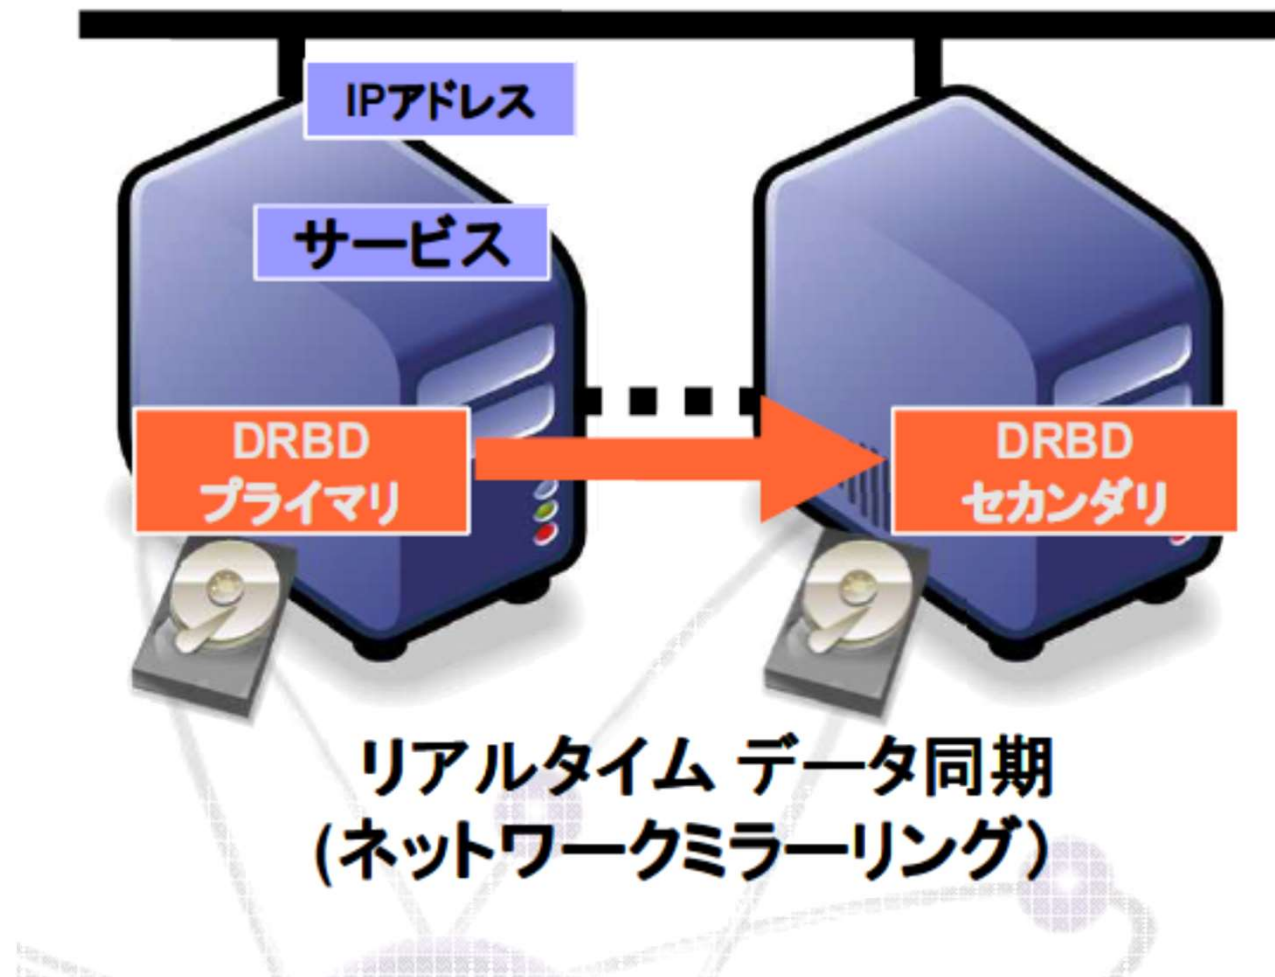 IPアドレス
サービス
DRBD
プライマリ
DRBD
セカンダリ
リアルタイム データ同期
(ネットワークミラーリング)